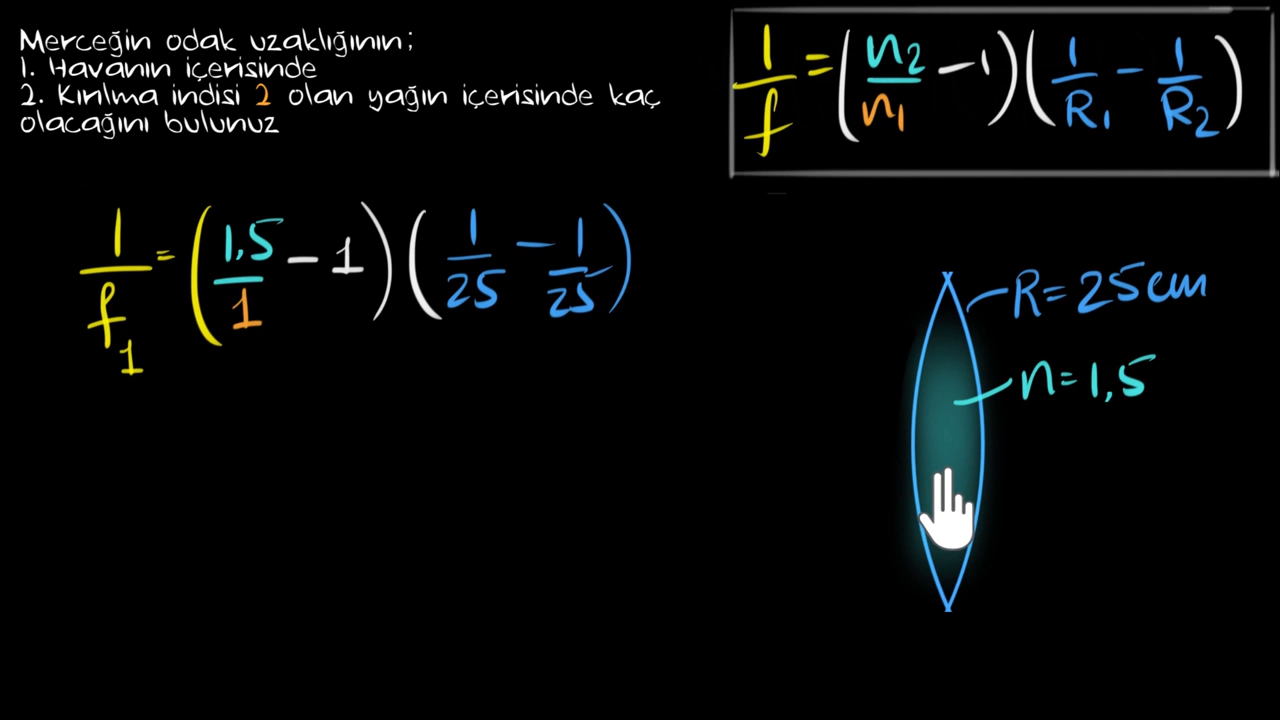 Merceğin odak uzaklığının;
1. Havanın içerisinde
2. Kırılma indisi 2 olan yağın içerisinde kaç
olacağını bulunuz
1/f = (n₂/n₁ - 1)(1/R₁ - 1/R₂)
1/f₁ = (1,5/1 - 1)(1/25 - 1/25)
R=25cm
n=1,5